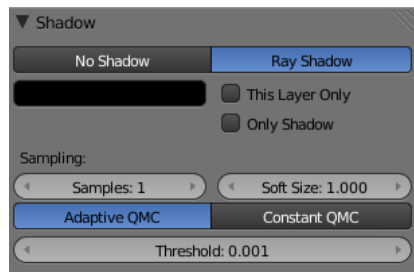 Shadow
No Shadow Ray Shadow
This Layer Only
Only Shadow
Sampling:
Samples: 1 Soft Size: 1.000
Adaptive QMC Constant QMC
Threshold: 0.001